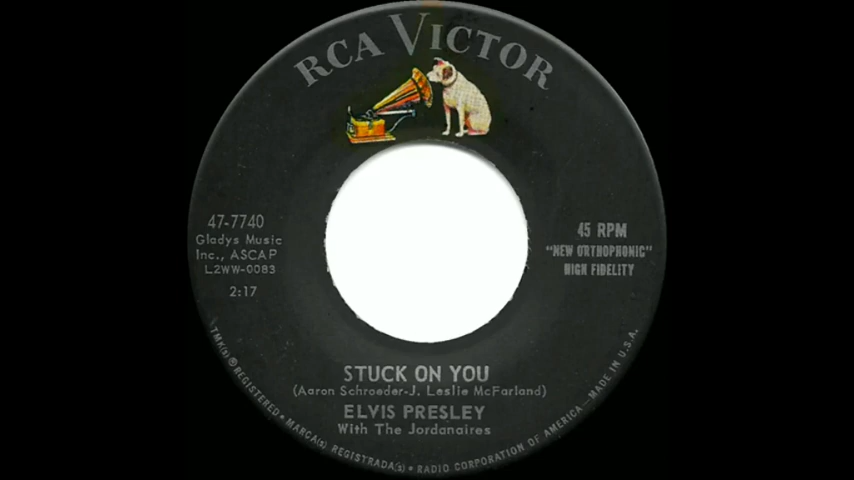 RCA VICTOR
47-7740
Gladys Music
Inc., ASCAP
L2WW-0083
2:17
45 RPM
"NEW ORTHOPHONIC"
HIGH FIDELITY
STUCK ON YOU
(Aaron Schroeder-J. Leslie McFarland)
ELVIS PRESLEY
With The Jordanaires
TMK(s) ® REGISTERED • MARCA(s) REGISTRADA(s) • RADIO CORPORATION OF AMERICA—MADE IN U.S.A.